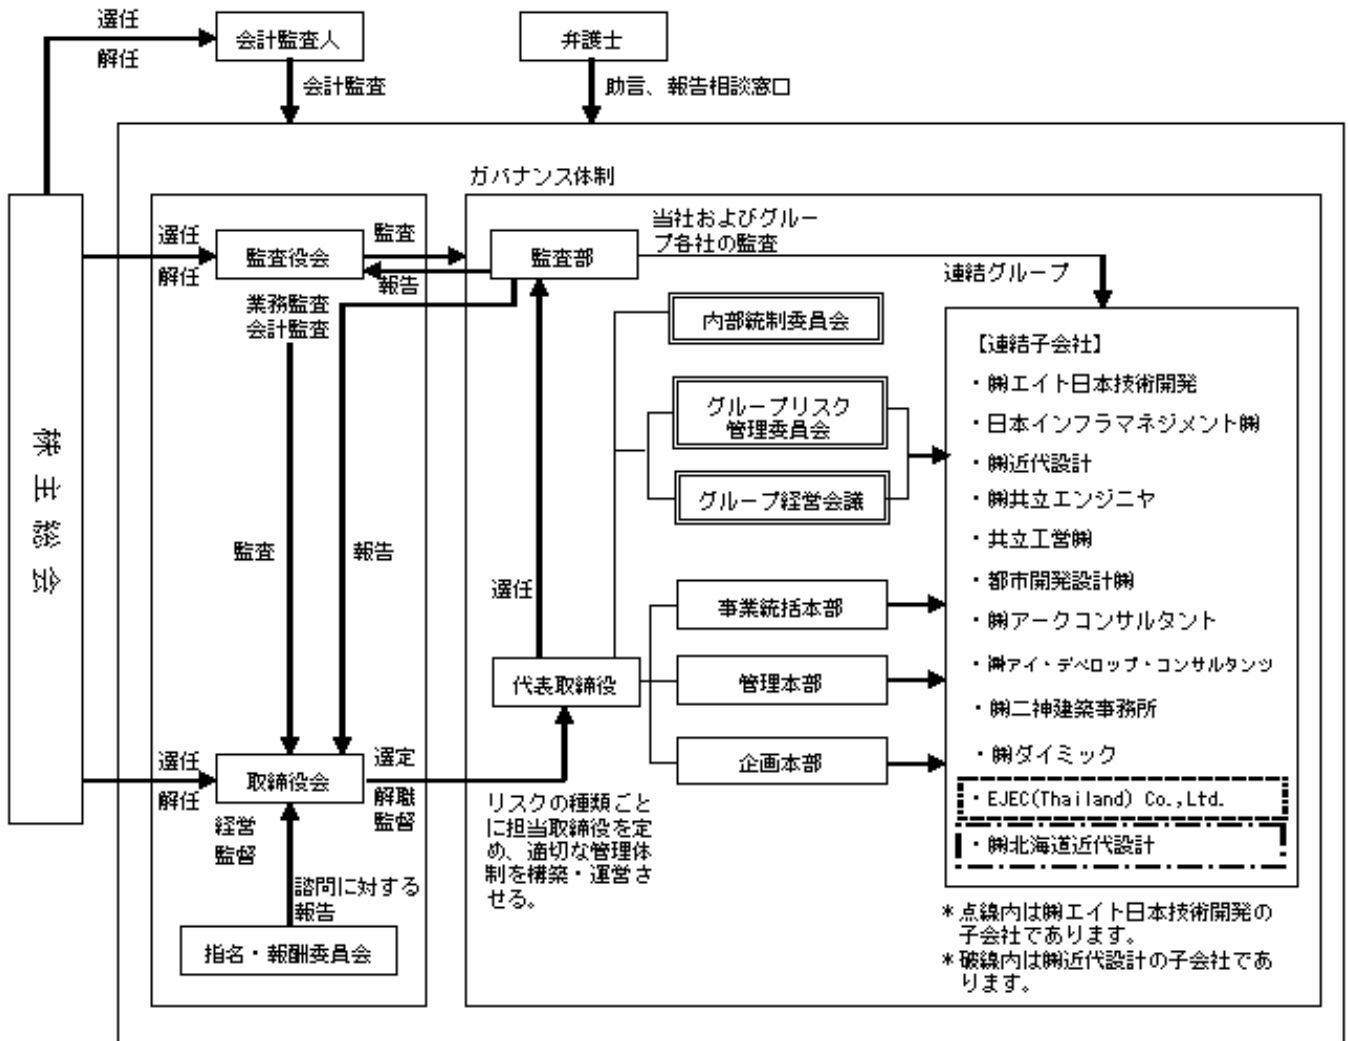 選任
解任
会計監査人
会計監査
弁護士
助言、報告相談窓口
株主総会
ガバナンス体制
選任
解任
監査役会
監査
報告
業務監査
会計監査
監査部
当社およびグルー
プ各社の監査
連結グループ
内部統制委員会
グループリスク
管理委員会
グループ経営会議
監査
報告
選任
事業統括本部
代表取締役
管理本部
企画本部
選任
解任
取締役会
選定
解職
監督
経営
監督
リスクの種類ごと
に担当取締役を定
め、適切な管理体
制を構築・運営さ
せる。
諮問に対する
報告
指名・報酬委員会
【連結子会社】
・㈱エイト日本技術開発
・日本インフラマネジメント㈱
・㈱近代設計
・㈱共立エンジニヤ
・共立工営㈱
・都市開発設計㈱
・㈱アークコンサルタント
・㈱アイ・デベロップ・コンサルタンツ
・㈱二神建築事務所
・㈱ダイミック
・EJEC(Thailand) Co.,Ltd.
・㈱北海道近代設計
＊点線内は㈱エイト日本技術開発の
子会社であります。
＊破線内は㈱近代設計の子会社であ
ります。